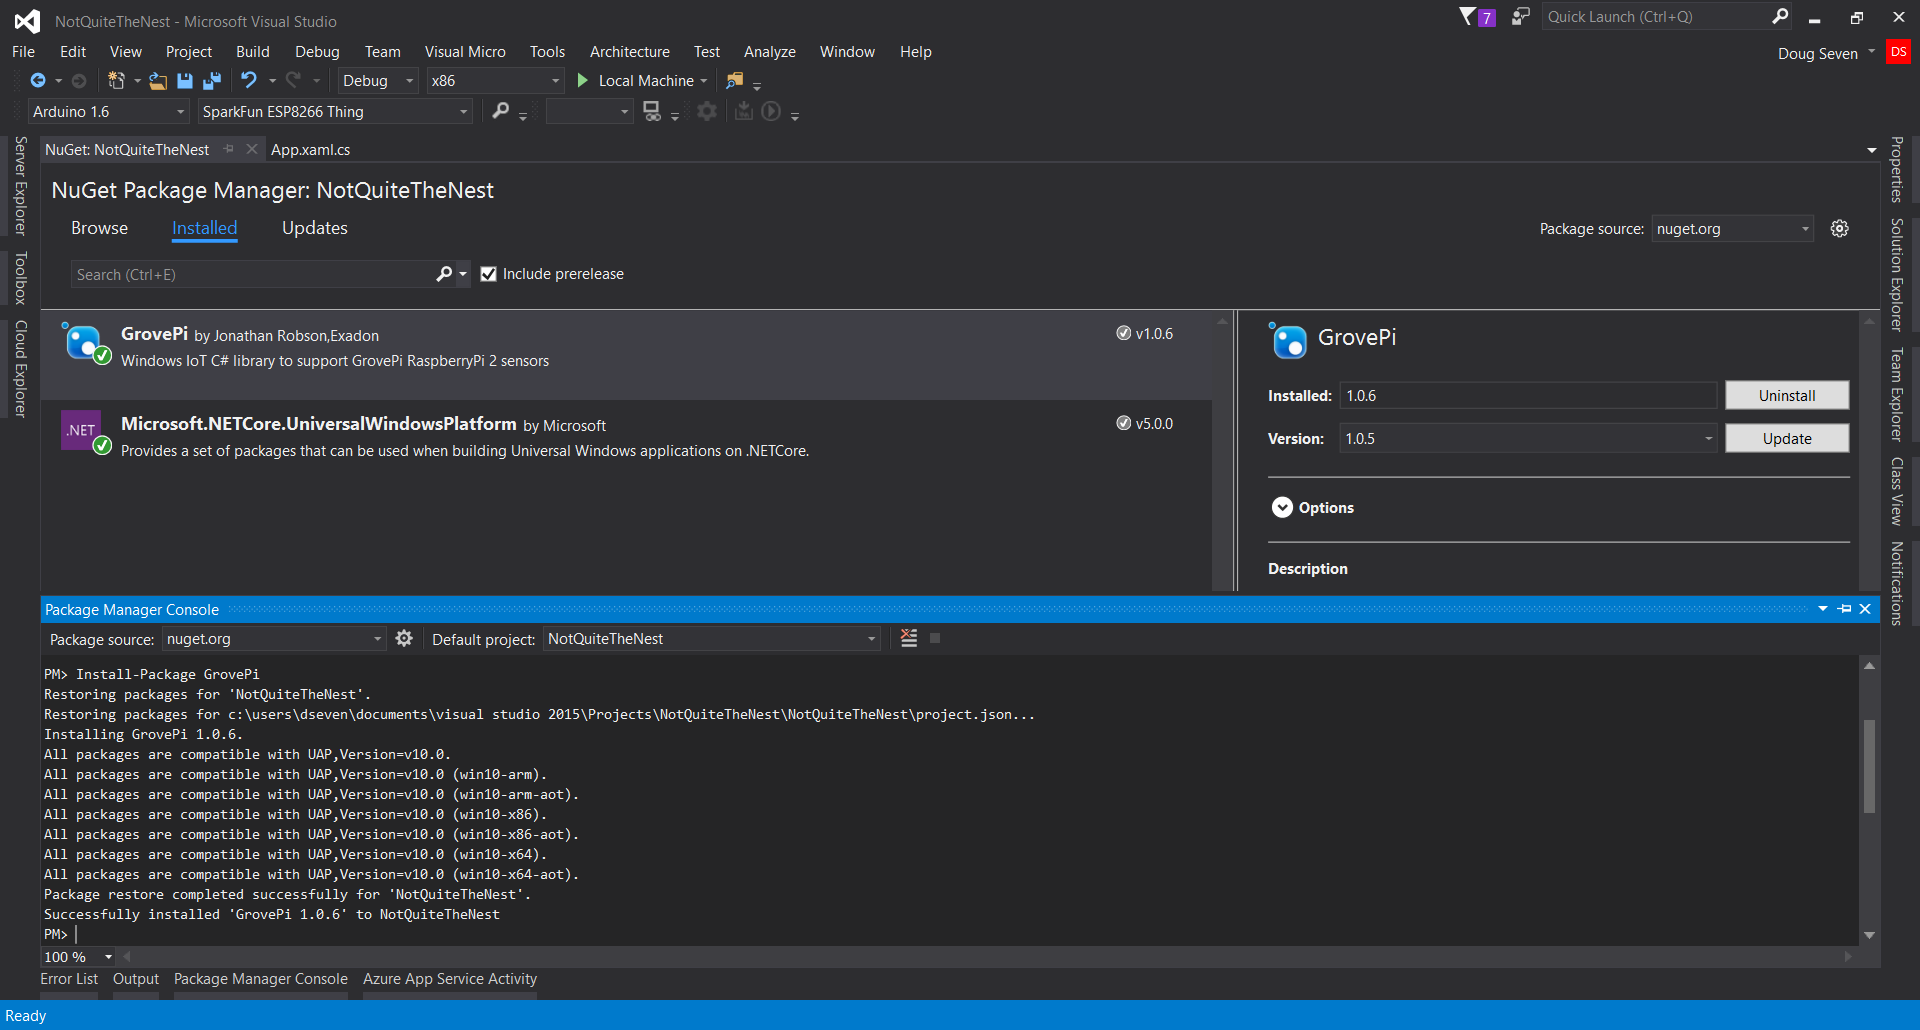 NotQuiteTheNest - Microsoft Visual Studio
7
Quick Launch (Ctrl+Q)
File Edit View Project Build Debug Team Visual Micro Tools Architecture Test Analyze Window Help
Doug Seven DS
Debug x86 Local Machine
Arduino 1.6 SparkFun ESP8266 Thing
Server Explorer
Toolbox
Cloud Explorer
NuGet: NotQuiteTheNest App.xaml.cs
NuGet Package Manager: NotQuiteTheNest
Browse Installed Updates
Package source: nuget.org
Search (Ctrl+E) Include prerelease
GrovePi by Jonathan Robson,Exadon v1.0.6
Windows IoT C# library to support GrovePi RaspberryPi 2 sensors
.NET
Microsoft.NETCore.UniversalWindowsPlatform by Microsoft v5.0.0
Provides a set of packages that can be used when building Universal Windows applications on .NETCore.
GrovePi
Installed: 1.0.6 Uninstall
Version: 1.0.5 Update
Options
Description
Properties
Solution Explorer
Team Explorer
Class View
Notifications
Package Manager Console
Package source: nuget.org Default project: NotQuiteTheNest
PM> Install-Package GrovePi
Restoring packages for 'NotQuiteTheNest'.
Restoring packages for c:\users\dseven\documents\visual studio 2015\Projects\NotQuiteTheNest\NotQuiteTheNest\project.json...
Installing GrovePi 1.0.6.
All packages are compatible with UAP,Version=v10.0.
All packages are compatible with UAP,Version=v10.0 (win10-arm).
All packages are compatible with UAP,Version=v10.0 (win10-arm-aot).
All packages are compatible with UAP,Version=v10.0 (win10-x86).
All packages are compatible with UAP,Version=v10.0 (win10-x86-aot).
All packages are compatible with UAP,Version=v10.0 (win10-x64).
All packages are compatible with UAP,Version=v10.0 (win10-x64-aot).
Package restore completed successfully for 'NotQuiteTheNest'.
Successfully installed 'GrovePi 1.0.6' to NotQuiteTheNest
PM>
100 %
Error List Output Package Manager Console Azure App Service Activity
Ready